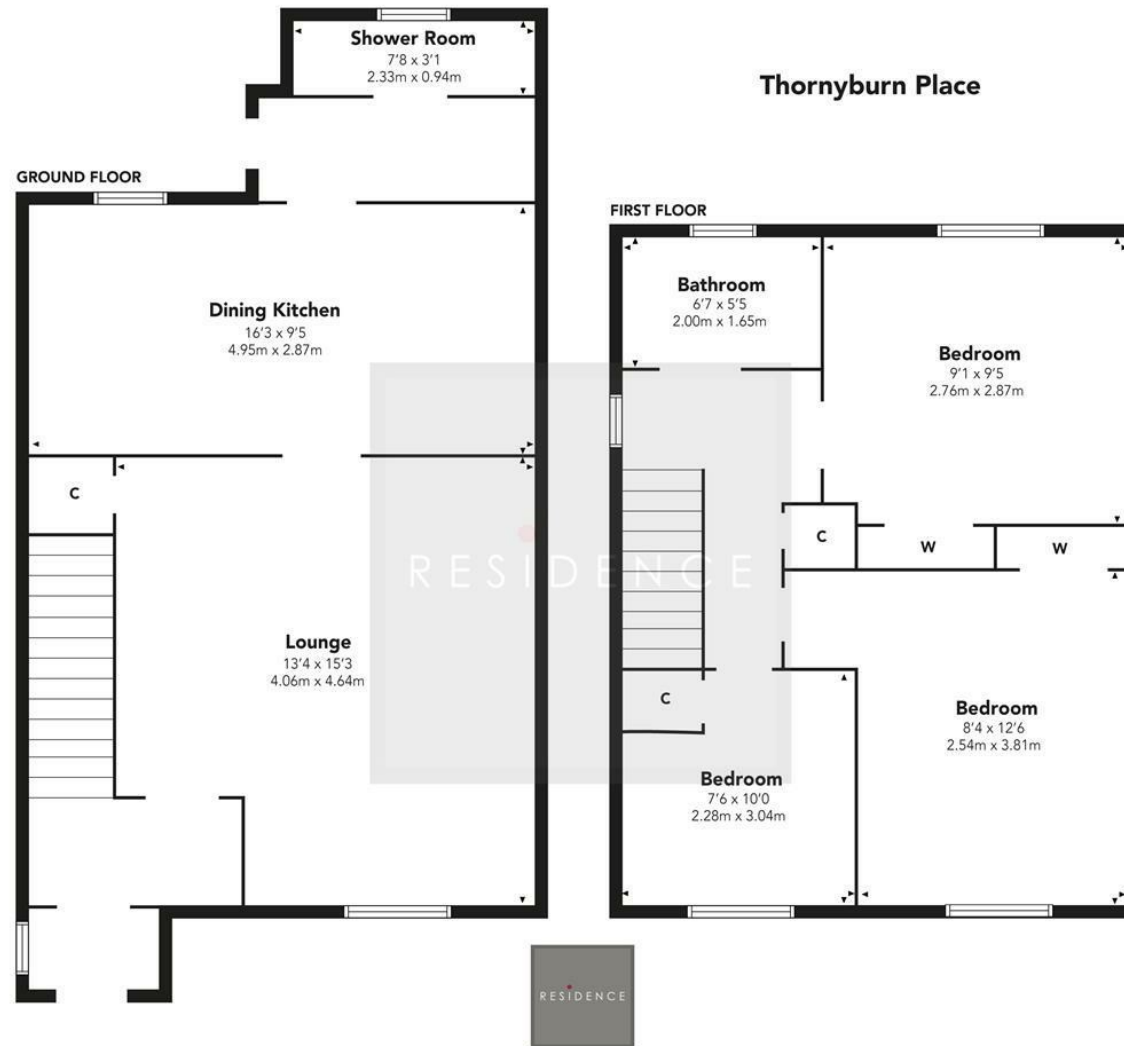 Thornyburn Place
GROUND FLOOR
Shower Room
7'8 x 3'1
2.33m x 0.94m
Dining Kitchen
16'3 x 9'5
4.95m x 2.87m
C
Lounge
13'4 x 15'3
4.06m x 4.64m
FIRST FLOOR
Bathroom
6'7 x 5'5
2.00m x 1.65m
Bedroom
9'1 x 9'5
2.76m x 2.87m
C
W
W
Bedroom
8'4 x 12'6
2.54m x 3.81m
C
Bedroom
7'6 x 10'0
2.28m x 3.04m
RESIDENCE
RESIDENCE